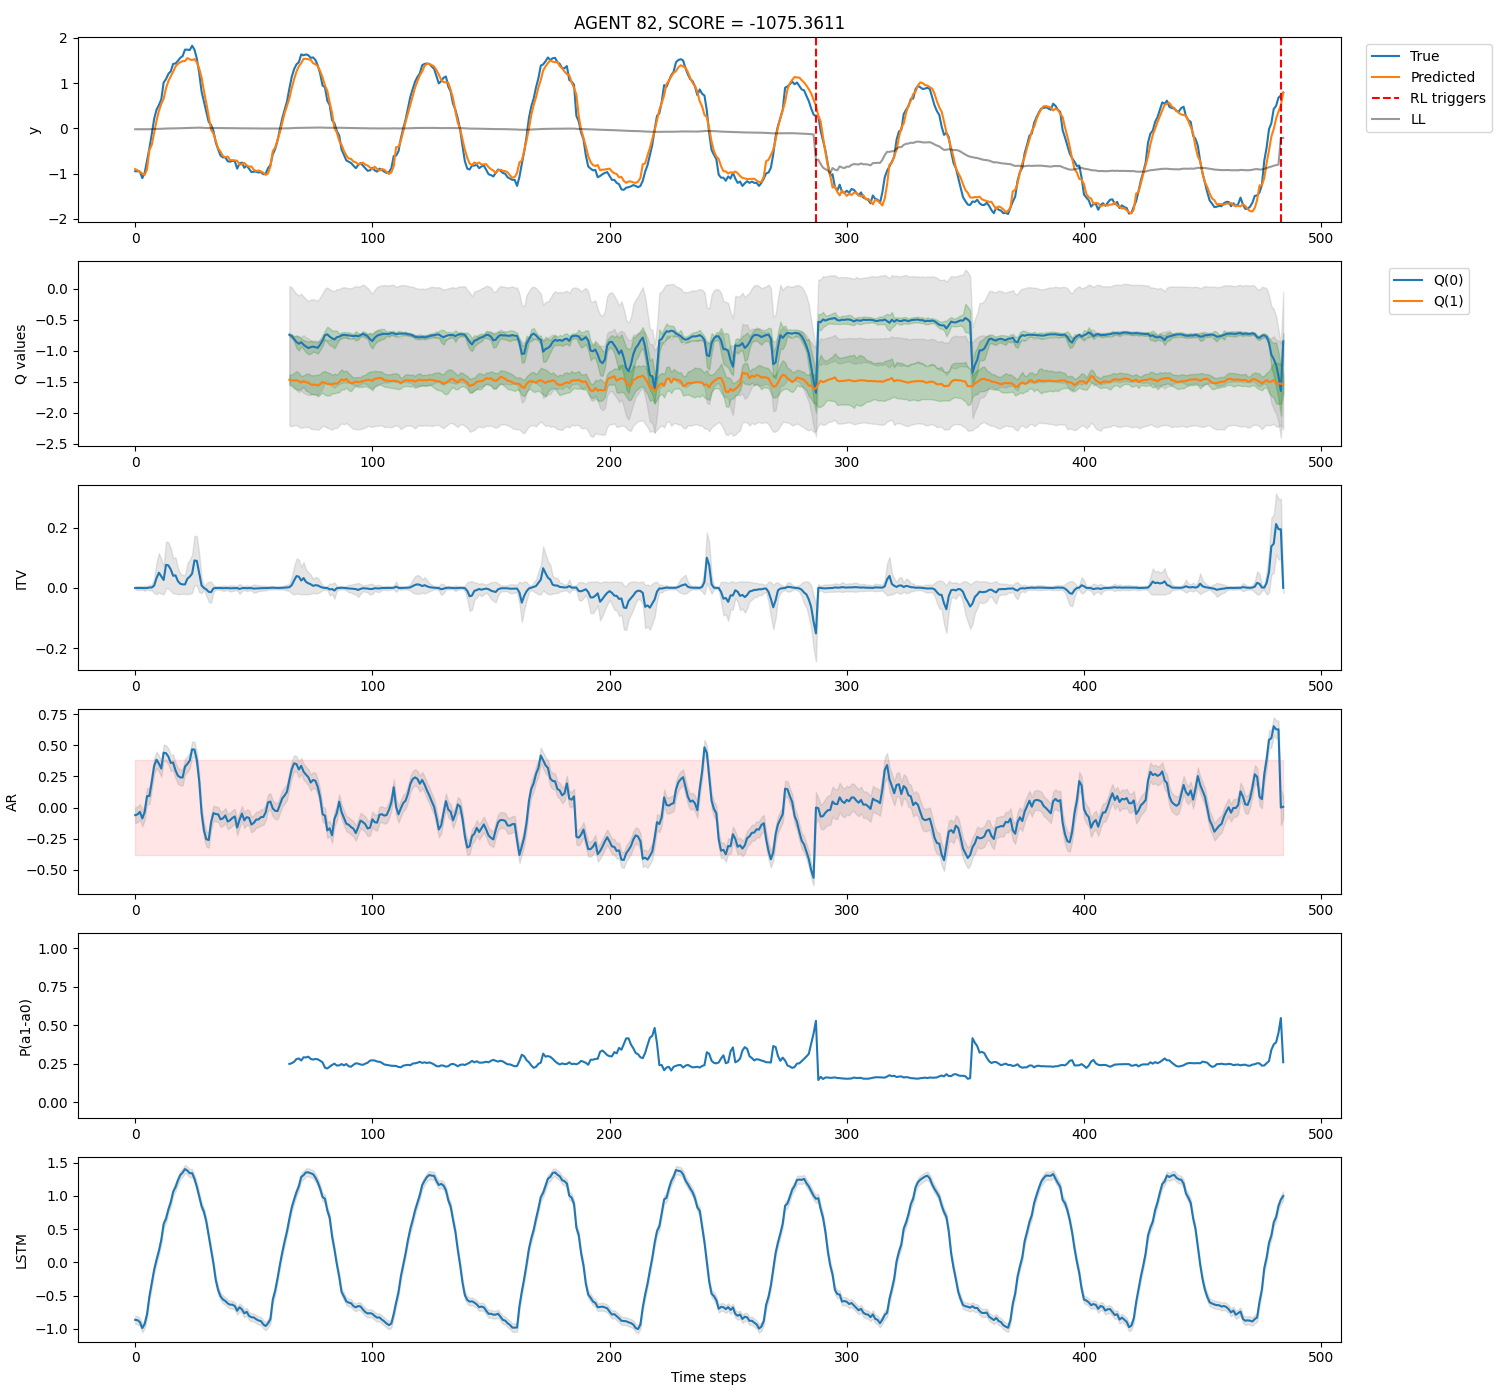 AGENT 82, SCORE = -1075.3611
y
2
1
0
−1
−2
0 100 200 300 400 500
True
Predicted
RL triggers
LL
Q values
0.0
−0.5
−1.0
−1.5
−2.0
−2.5
0 100 200 300 400 500
Q(0)
Q(1)
ITV
0.2
0.0
−0.2
0 100 200 300 400 500
AR
0.75
0.50
0.25
0.00
−0.25
−0.50
0 100 200 300 400 500
P(a1-a0)
1.00
0.75
0.50
0.25
0.00
0 100 200 300 400 500
LSTM
1.5
1.0
0.5
0.0
−0.5
−1.0
0 100 200 300 400 500
Time steps